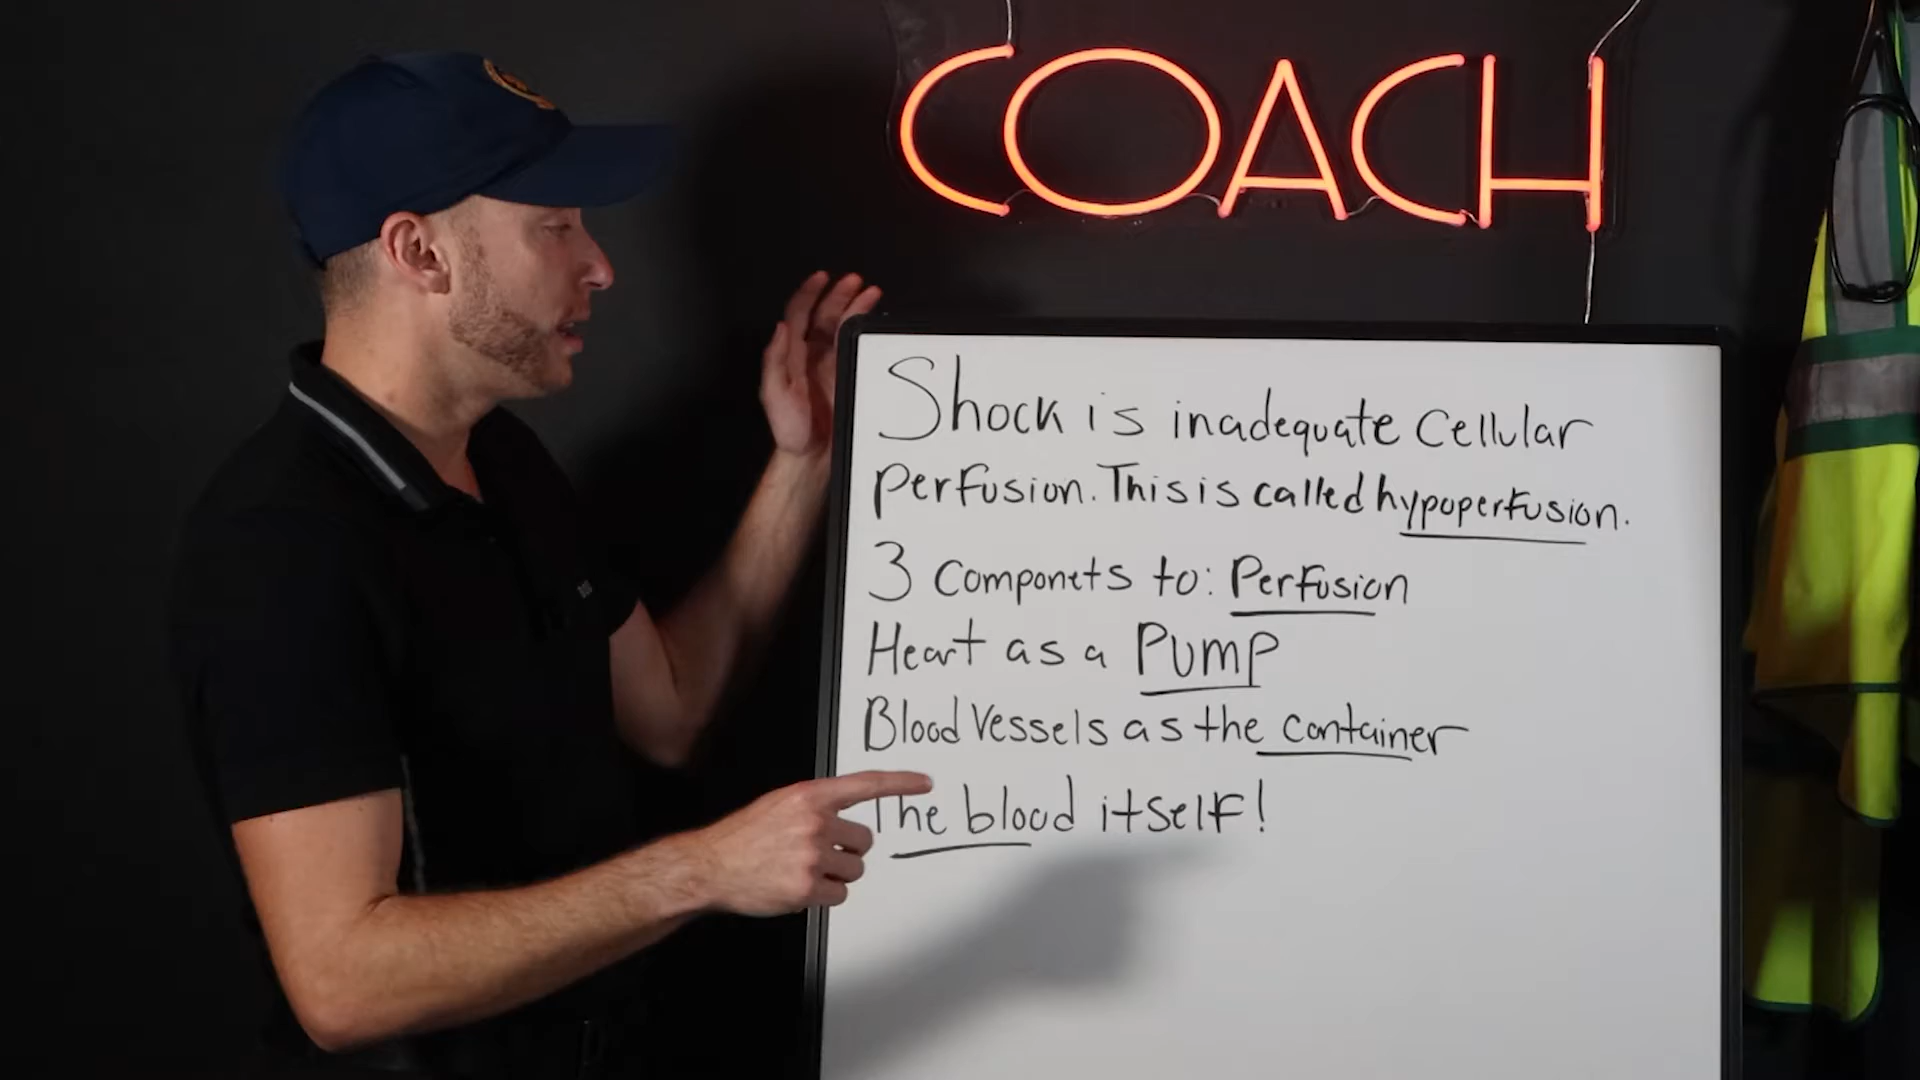 COACH
Shock is inadequate Cellular
perfusion. This is called hypoperfusion.
3 Componets to: Perfusion
Heart as a PUMP
Blood Vessels as the container
The blood itself!